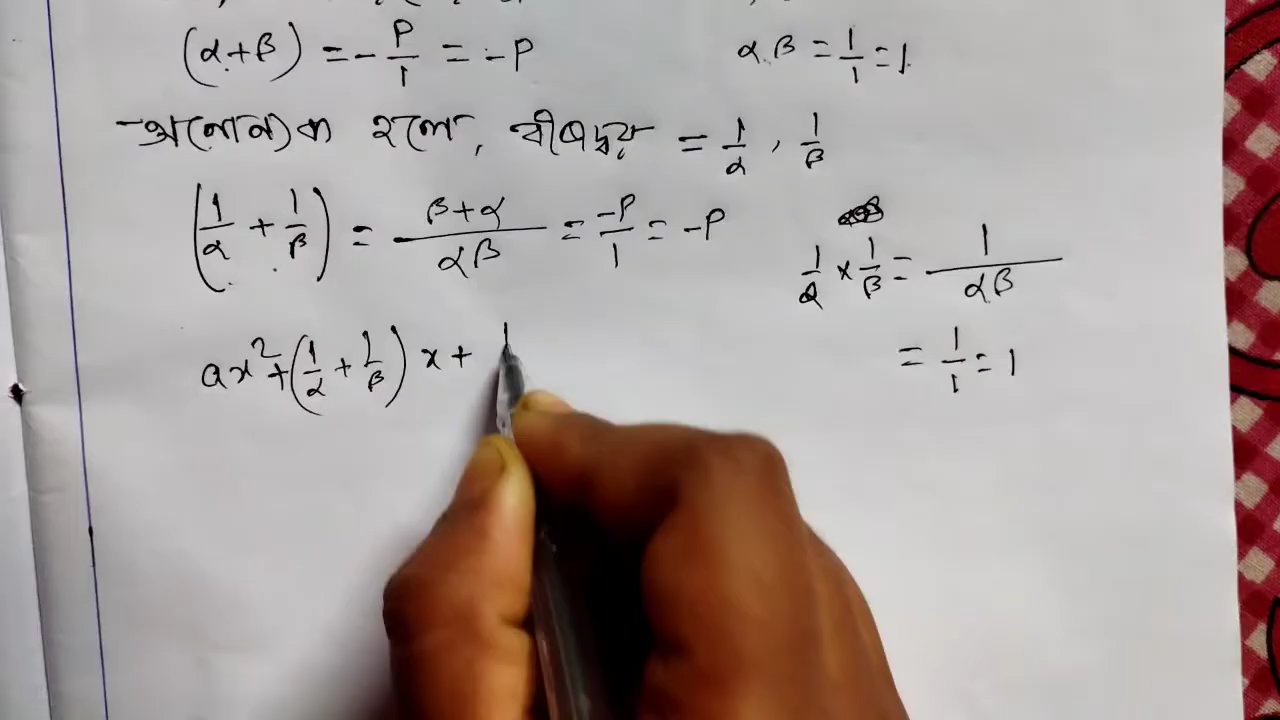 (α+β) = -P/1 = -P    α.β = 1/1 = 1
অন্যোন্যক হলে, বীজদ্বয় = 1/α , 1/β
(1/α + 1/β) = (β+α)/(αβ) = -P/1 = -P    1/α × 1/β = 1/(αβ)
ax² + (1/α + 1/β) x +    = 1/1 = 1